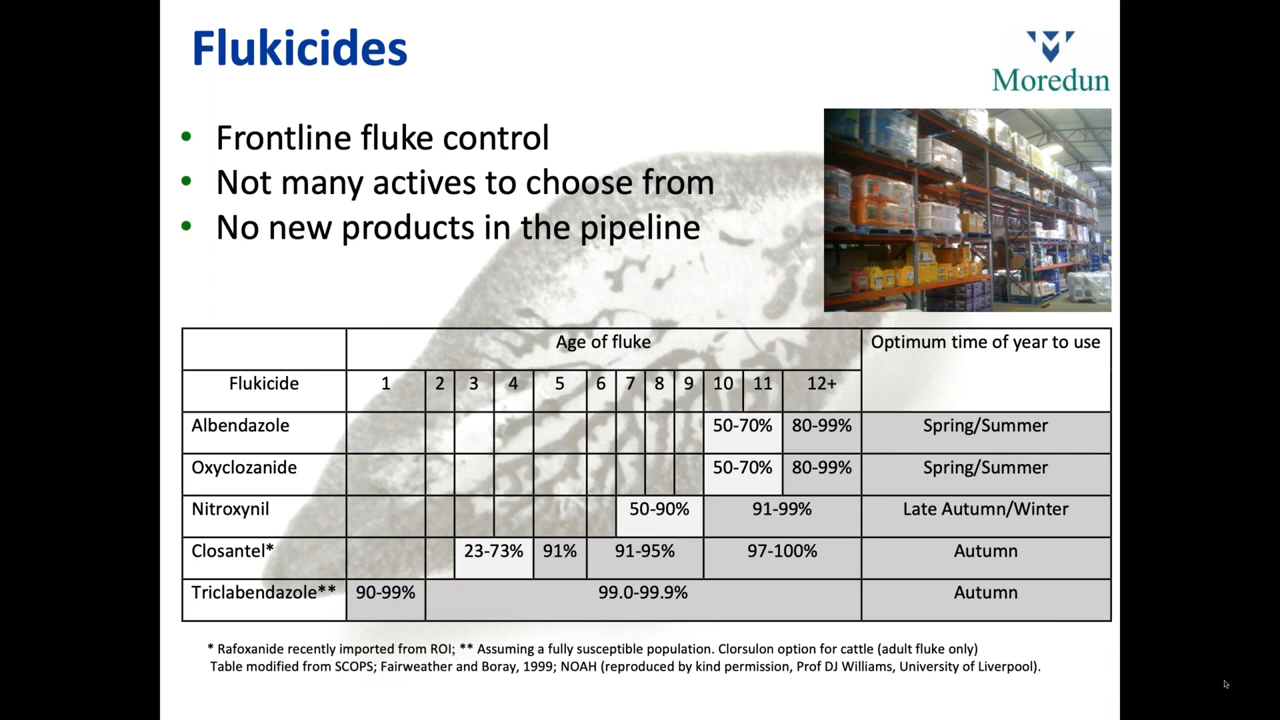 Flukicides
Moredun
• Frontline fluke control
• Not many actives to choose from
• No new products in the pipeline
Age of fluke Optimum time of year to use
Flukicide 1 2 3 4 5 6 7 8 9 10 11 12+
Albendazole 50-70% 80-99% Spring/Summer
Oxyclozanide 50-70% 80-99% Spring/Summer
Nitroxynil 50-90% 91-99% Late Autumn/Winter
Closantel* 23-73% 91% 91-95% 97-100% Autumn
Triclabendazole** 90-99% 99.0-99.9% Autumn
* Rafoxanide recently imported from ROI; ** Assuming a fully susceptible population. Clorsulon option for cattle (adult fluke only)
Table modified from SCOPS; Fairweather and Boray, 1999; NOAH (reproduced by kind permission, Prof DJ Williams, University of Liverpool).